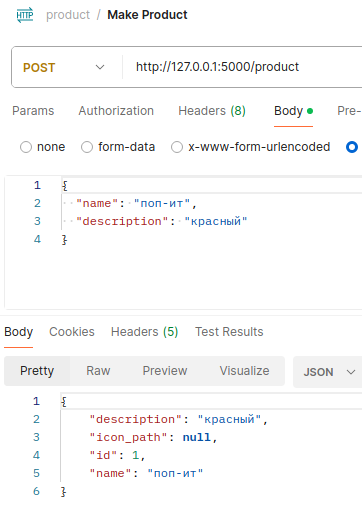 HTTP product / Make Product
POST http://127.0.0.1:5000/product
Params Authorization Headers (8) Body Pre-
none form-data x-www-form-urlencoded
1 {
2 "name": "поп-ит",
3 "description": "красный"
4 }
Body Cookies Headers (5) Test Results
Pretty Raw Preview Visualize JSON
1 {
2 "description": "красный",
3 "icon_path": null,
4 "id": 1,
5 "name": "поп-ит"
6 }